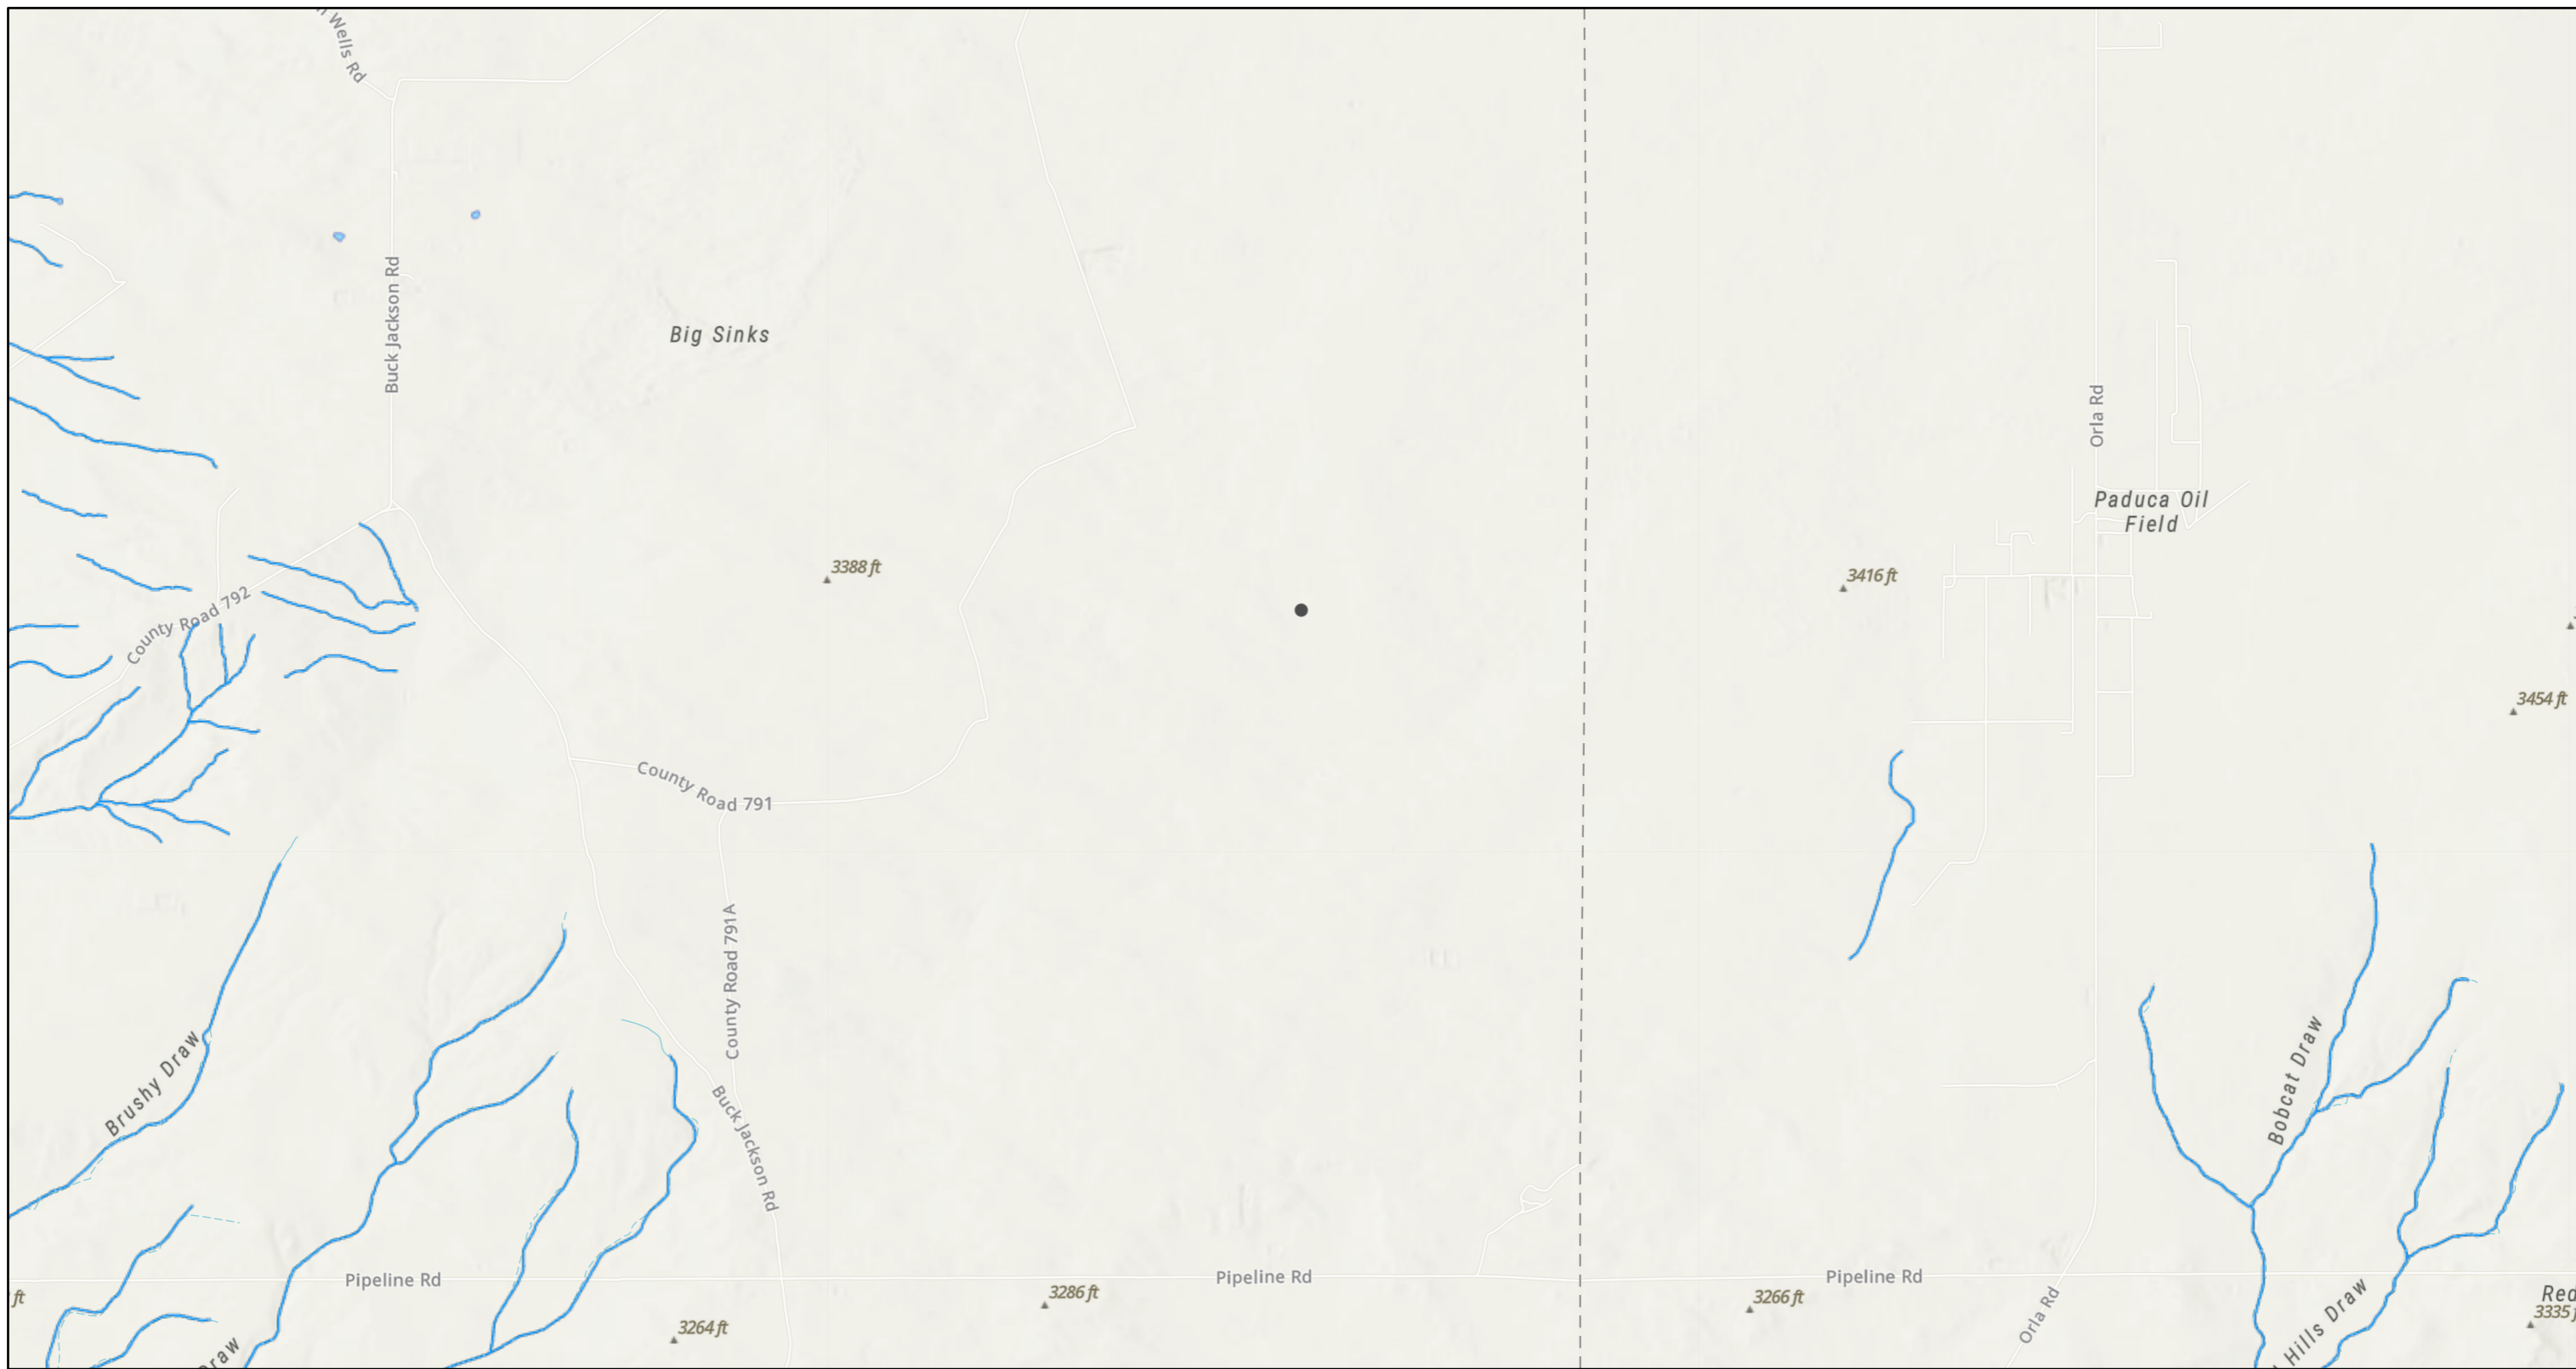 Wells Rd
Buck Jackson Rd
Big Sinks
Orla Rd
Paduca Oil
Field
3388 ft
3416 ft
County Road 792
3454 ft
County Road 791
County Road 791A
Brushy Draw
Bobcat Draw
Buck Jackson Rd
Pipeline Rd
Pipeline Rd
Pipeline Rd
ft
3286 ft
3266 ft
Orla Rd
Hills Draw
Red
3335 f
3264 ft
raw